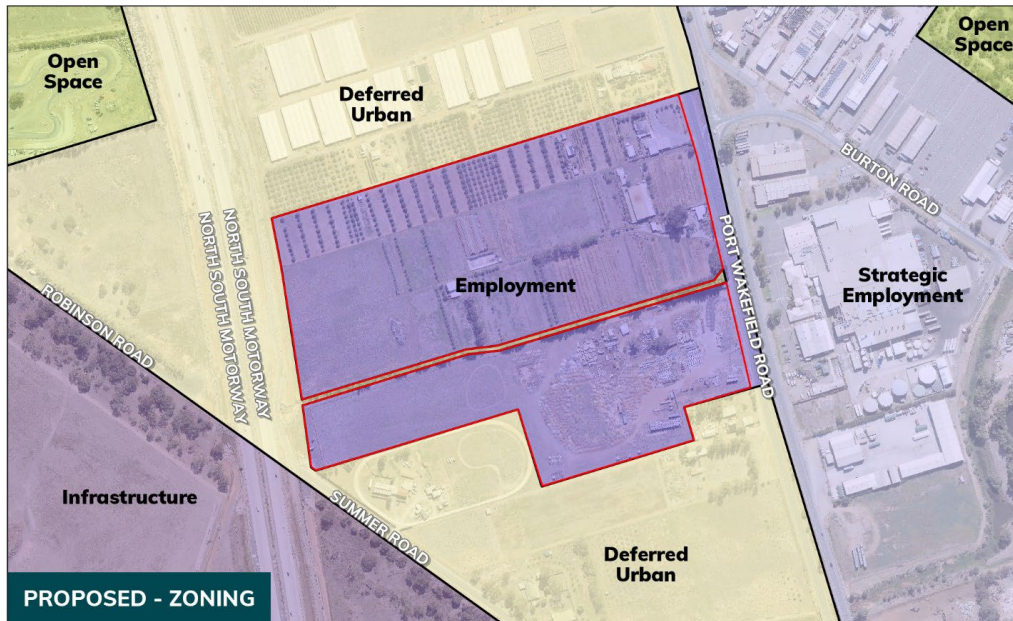 Open
Space
Open
Space
Deferred
Urban
BURTON ROAD
NORTH SOUTH MOTORWAY
NORTH SOUTH MOTORWAY
PORT WAKEFIELD ROAD
Employment
Strategic
Employment
ROBINSON ROAD
Infrastructure
SUMMER ROAD
Deferred
Urban
PROPOSED - ZONING